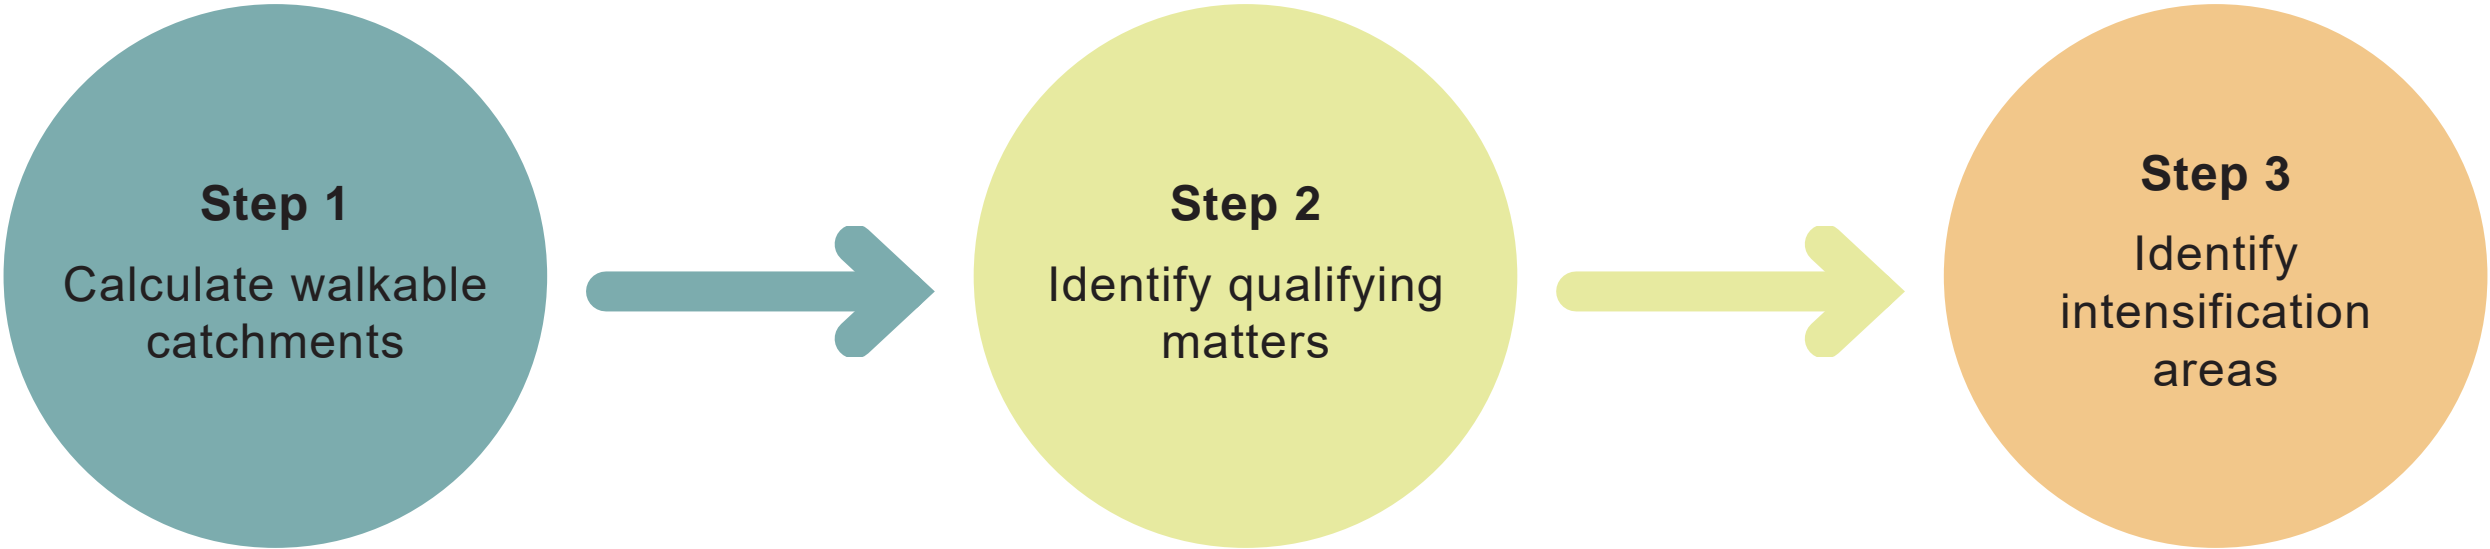 Step 1
Calculate walkable
catchments
Step 2
Identify qualifying
matters
Step 3
Identify
intensification
areas